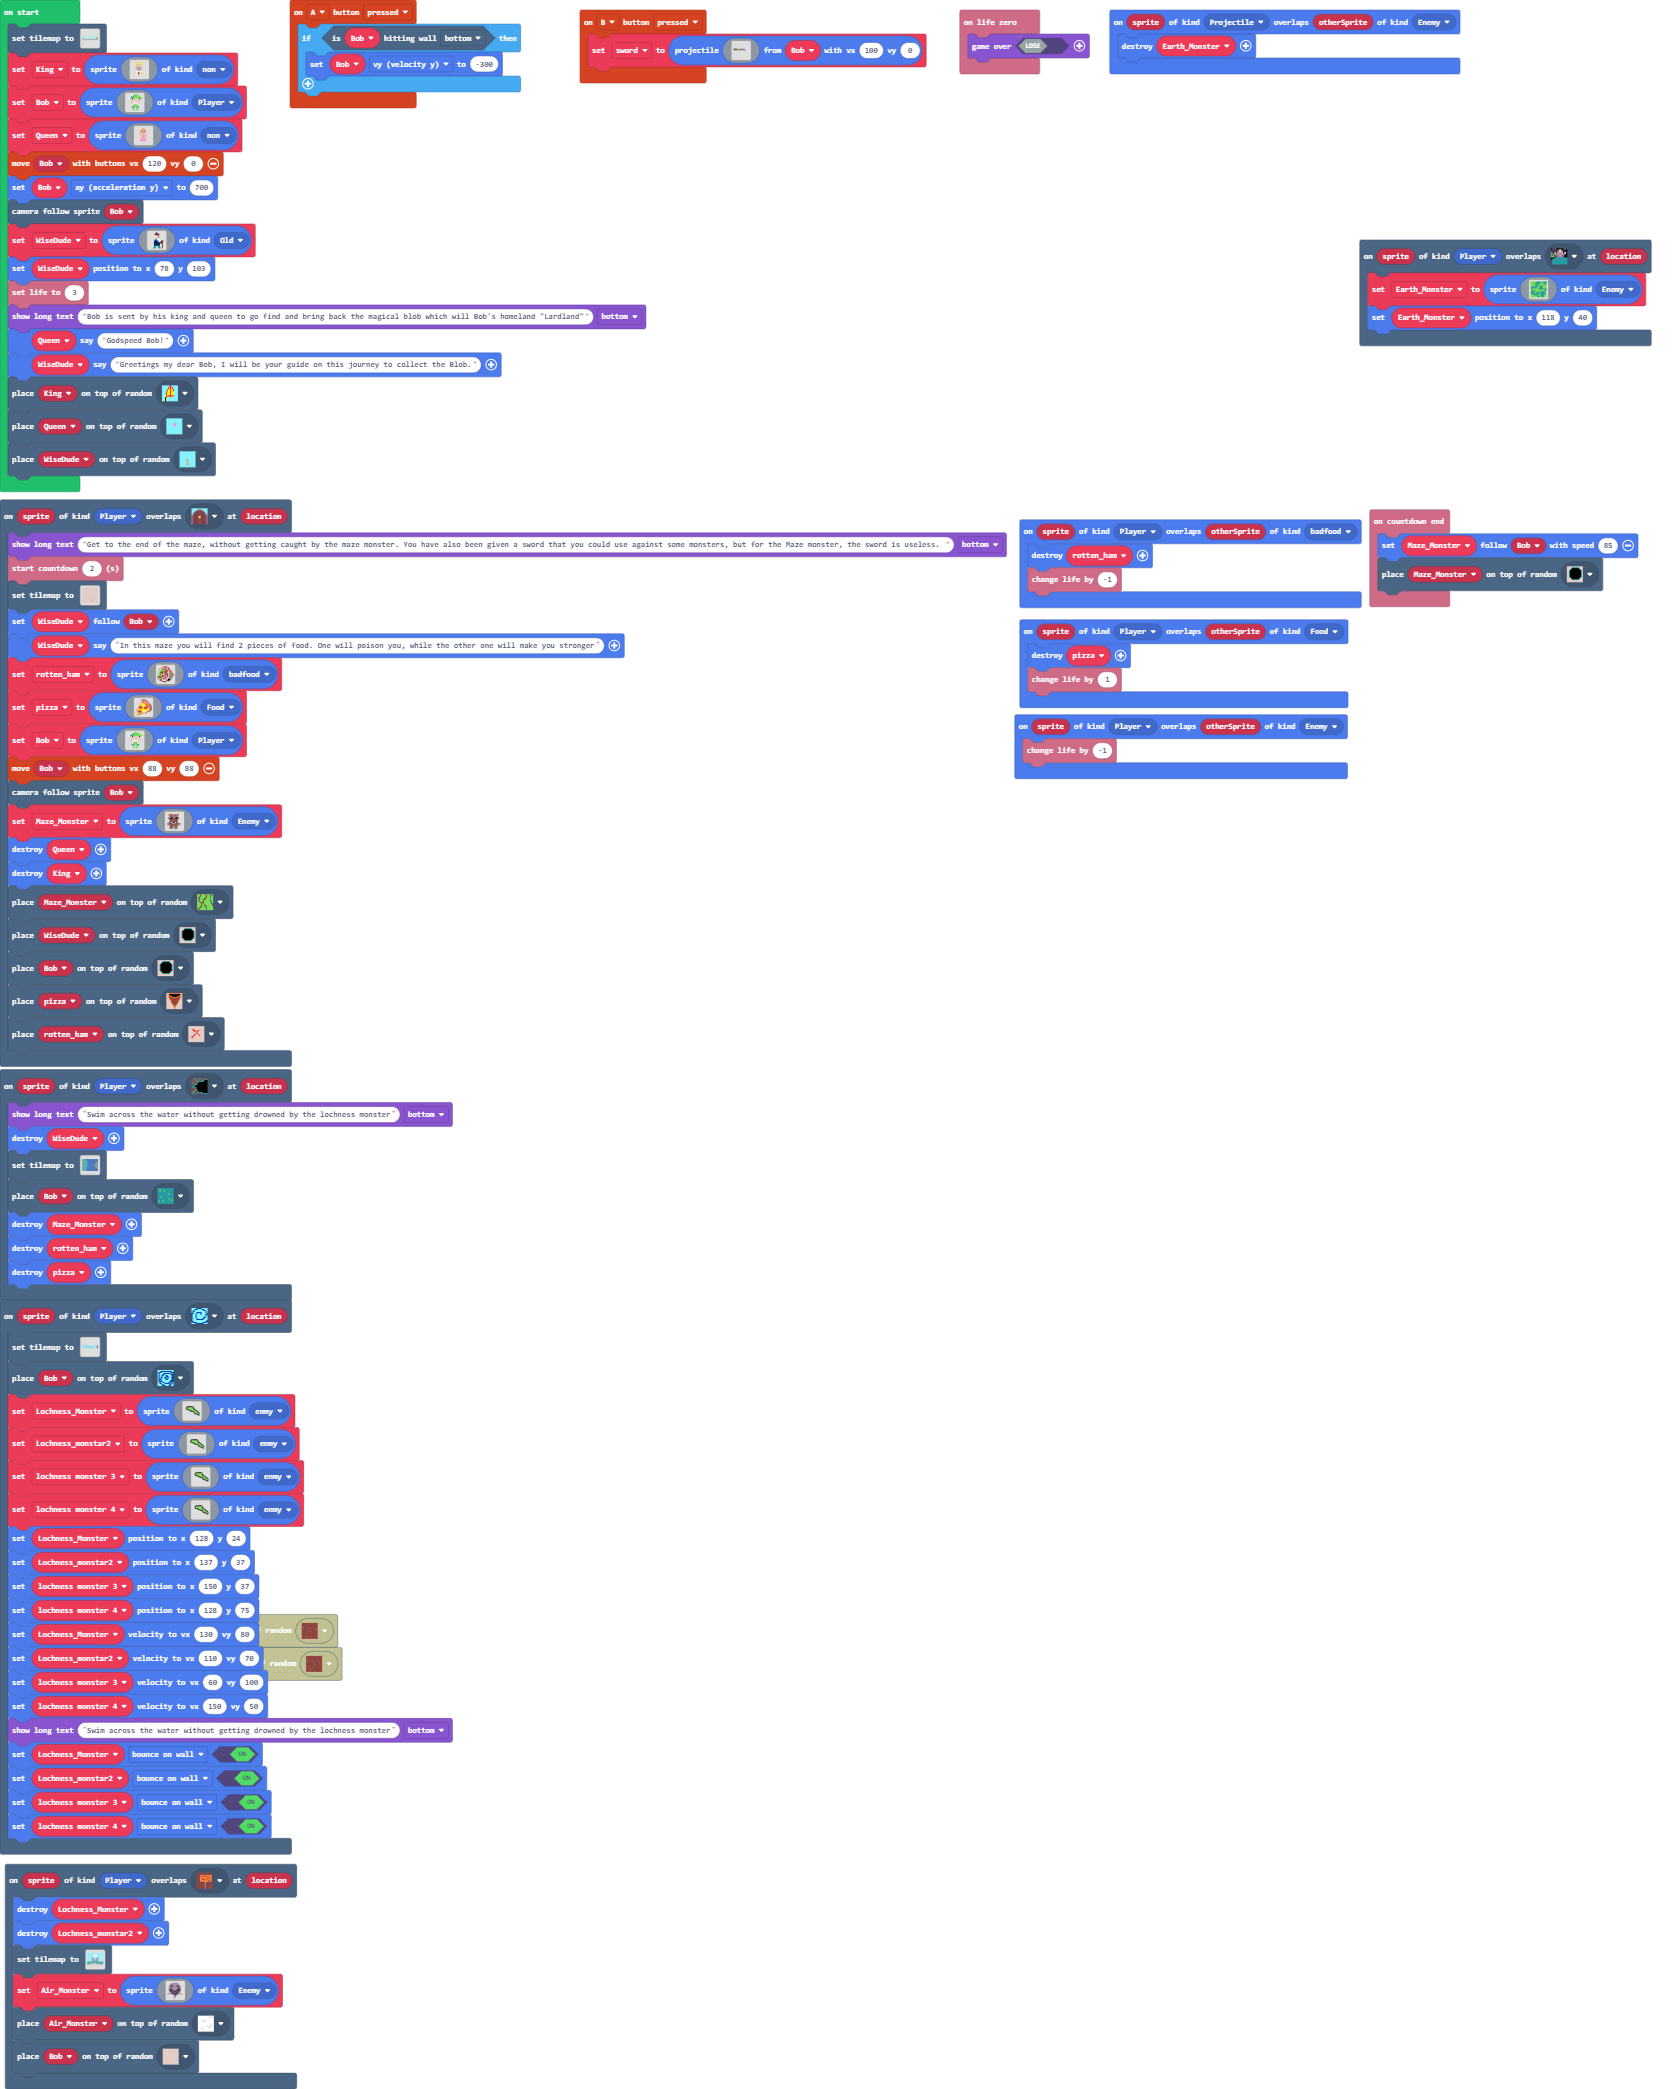 on start
set tilemap to
set King to sprite of kind non
set Bob to sprite of kind Player
set Queen to sprite of kind non
move Bob with buttons vx 120 vy 0
set Bob ay (acceleration y) to 700
camera follow sprite Bob
set WiseDude to sprite of kind Old
set WiseDude position to x 78 y 103
set life to 3
show long text "Bob is sent by his king and queen to go find and bring back the magical blob which will Bob's homeland "Lardland"" bottom
Queen say "Godspeed Bob!"
WiseDude say "Greetings my dear Bob, I will be your guide on this journey to collect the Blob."
place King on top of random
place Queen on top of random
place WiseDude on top of random
on A button pressed
if is Bob hitting wall bottom then
set Bob vy (velocity y) to -300
on B button pressed
set sword to projectile from Bob with vx 100 vy 0
on life zero
game over LOSE
on sprite of kind Projectile overlaps otherSprite of kind Enemy
destroy Earth_Monster
on sprite of kind Player overlaps at location
set Earth_Monster to sprite of kind Enemy
set Earth_Monster position to x 118 y 40
on sprite of kind Player overlaps at location
show long text "Get to the end of the maze, without getting caught by the maze monster. You have also been given a sword that you could use against some monsters, but for the Maze monster, the sword is useless. " bottom
start countdown 2 (s)
set tilemap to
set WiseDude follow Bob
WiseDude say "In this maze you will find 2 pieces of food. One will poison you, while the other one will make you stronger"
set rotten_ham to sprite of kind badfood
set pizza to sprite of kind Food
set Bob to sprite of kind Player
move Bob with buttons vx 88 vy 88
camera follow sprite Bob
set Maze_Monster to sprite of kind Enemy
destroy Queen
destroy King
place Maze_Monster on top of random
place WiseDude on top of random
place Bob on top of random
place pizza on top of random
place rotten_ham on top of random
on sprite of kind Player overlaps otherSprite of kind badfood
destroy rotten_ham
change life by -1
on sprite of kind Player overlaps otherSprite of kind Food
destroy pizza
change life by 1
on sprite of kind Player overlaps otherSprite of kind Enemy
change life by -1
on countdown end
set Maze_Monster follow Bob with speed 85
place Maze_Monster on top of random
on sprite of kind Player overlaps at location
show long text "Swim across the water without getting drowned by the lochness monster" bottom
destroy WiseDude
set tilemap to
place Bob on top of random
destroy Maze_Monster
destroy rotten_ham
destroy pizza
on sprite of kind Player overlaps at location
set tilemap to
place Bob on top of random
set Lochness_Monster to sprite of kind enmy
set Lochness_monstar2 to sprite of kind enmy
set lochness monster 3 to sprite of kind enmy
set lochness monster 4 to sprite of kind enmy
set Lochness_Monster position to x 128 y 24
set Lochness_monstar2 position to x 137 y 37
set lochness monster 3 position to x 150 y 37
set lochness monster 4 position to x 128 y 75
random
set Lochness_Monster velocity to vx 130 vy 80
set Lochness_monstar2 velocity to vx 110 vy 70
random
set lochness monster 3 velocity to vx 60 vy 100
set lochness monster 4 velocity to vx 150 vy 50
show long text "Swim across the water without getting drowned by the lochness monster" bottom
set Lochness_Monster bounce on wall ON
set Lochness_monstar2 bounce on wall ON
set lochness monster 3 bounce on wall ON
set lochness monster 4 bounce on wall ON
on sprite of kind Player overlaps at location
destroy Lochness_Monster
destroy Lochness_monstar2
set tilemap to
set Air_Monster to sprite of kind Enemy
place Air_Monster on top of random
place Bob on top of random